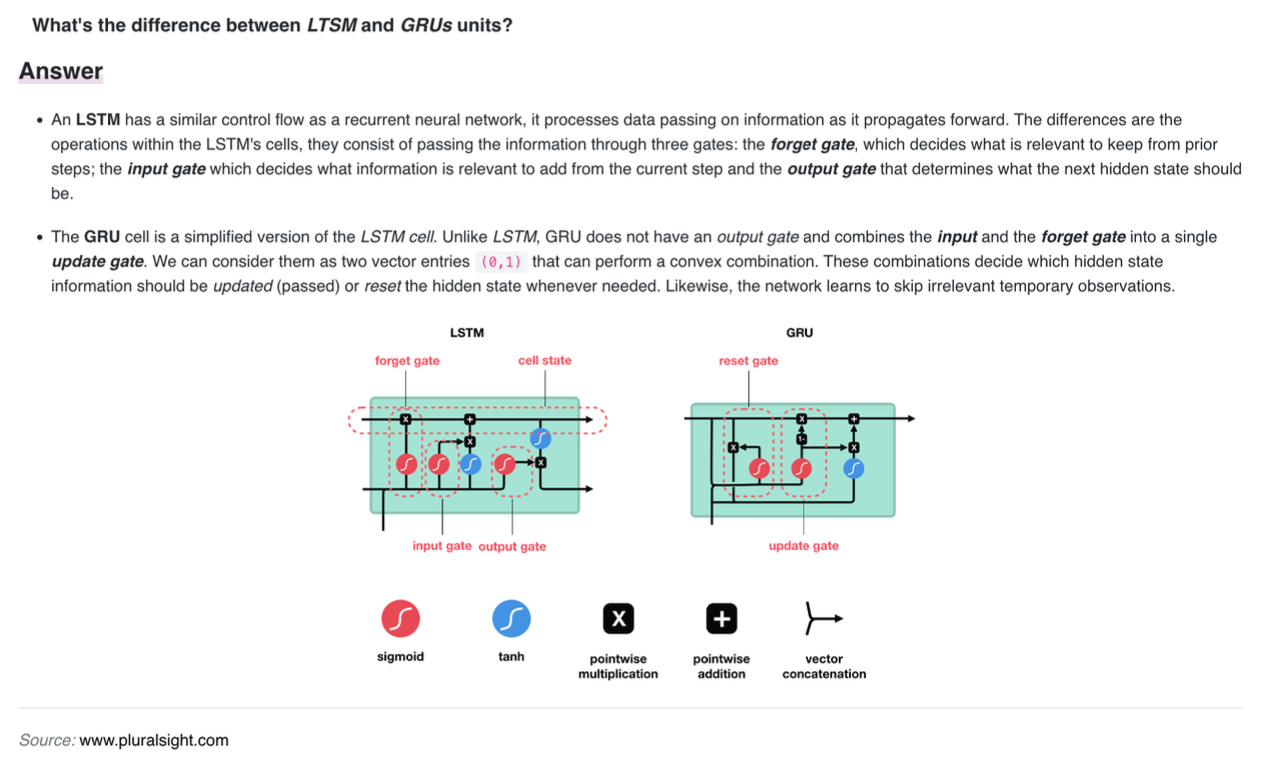 What's the difference between LTSM and GRUs units?
Answer
• An LSTM has a similar control flow as a recurrent neural network, it processes data passing on information as it propagates forward. The differences are the
operations within the LSTM's cells, they consist of passing the information through three gates: the forget gate, which decides what is relevant to keep from prior
steps; the input gate which decides what information is relevant to add from the current step and the output gate that determines what the next hidden state should
be.
• The GRU cell is a simplified version of the LSTM cell. Unlike LSTM, GRU does not have an output gate and combines the input and the forget gate into a single
update gate. We can consider them as two vector entries (0,1) that can perform a convex combination. These combinations decide which hidden state
information should be updated (passed) or reset the hidden state whenever needed. Likewise, the network learns to skip irrelevant temporary observations.
LSTM
forget gate
cell state
input gate
output gate
GRU
reset gate
update gate
sigmoid
tanh
X
pointwise
multiplication
+
pointwise
addition
vector
concatenation
Source: www.pluralsight.com